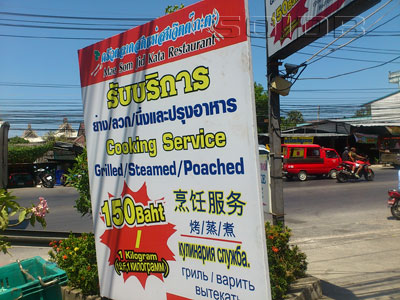 Mae Sum Jid Kata Restaurant
รับบริการ
ย่าง/ลวก/นึ่งและปรุงอาหาร
Cooking Service
Grilled/Steamed/Poached
150Baht
/
1 Kilogram
烹饪服务
烤/蒸/煮
кулинария служба.
гриль / варить
вытекать